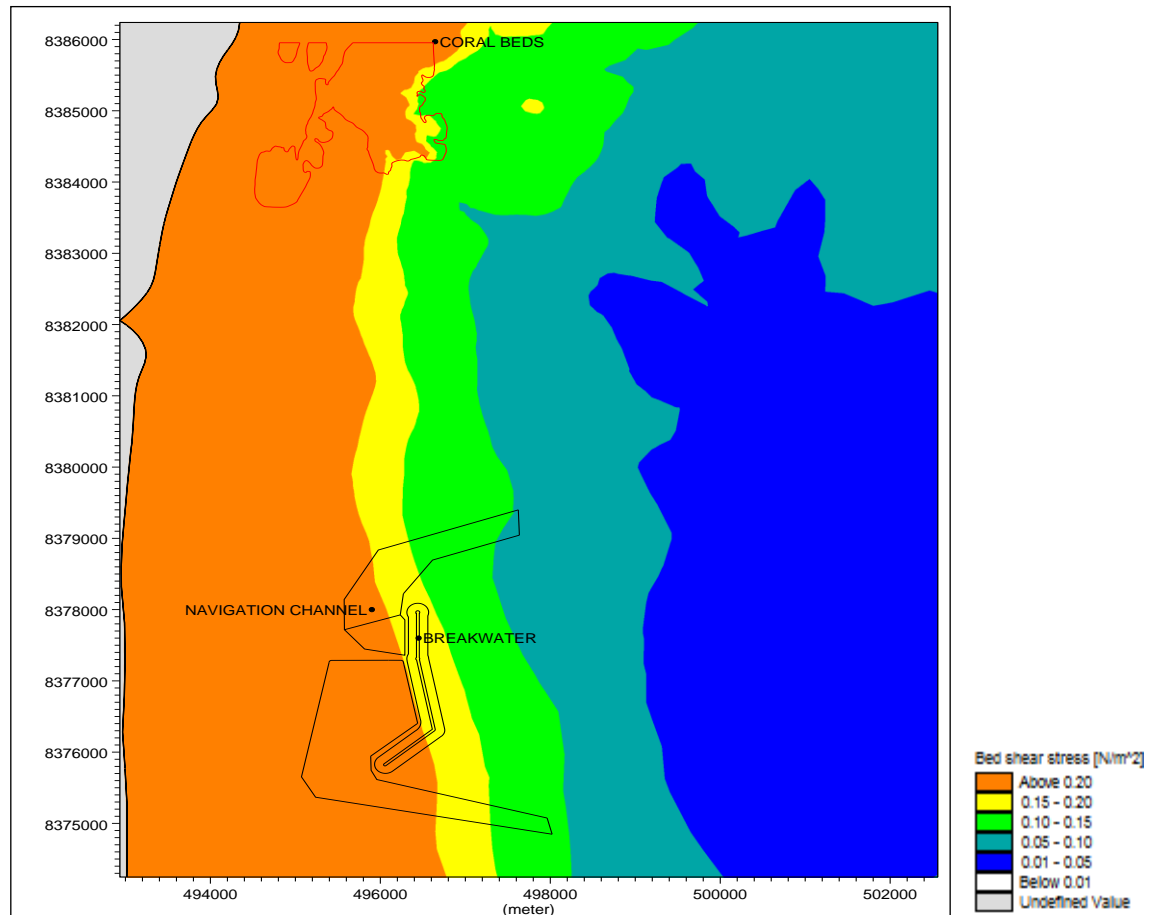 8386000
CORAL BEDS
8385000
8384000
8383000
8382000
8381000
8380000
8379000
8378000
NAVIGATION CHANNEL
BREAKWATER
8377000
8376000
8375000
494000 496000 498000 500000 502000
(meter)
Bed shear stress [N/m^2]
Above 0.20
0.15 - 0.20
0.10 - 0.15
0.05 - 0.10
0.01 - 0.05
Below 0.01
Undefined Value